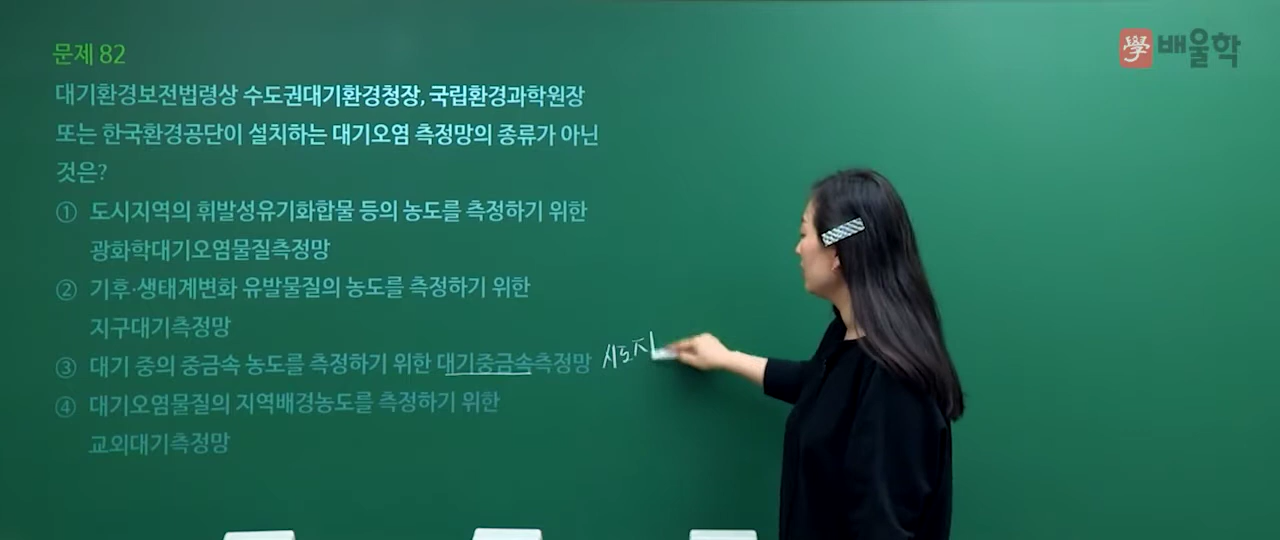 學 배울학
문제 82
대기환경보전법령상 수도권대기환경청장, 국립환경과학원장
또는 한국환경공단이 설치하는 대기오염 측정망의 종류가 아닌
것은?
① 도시지역의 휘발성유기화합물 등의 농도를 측정하기 위한
광화학대기오염물질측정망
② 기후·생태계변화 유발물질의 농도를 측정하기 위한
지구대기측정망
③ 대기 중의 중금속 농도를 측정하기 위한 대기중금속측정망 시도지
④ 대기오염물질의 지역배경농도를 측정하기 위한
교외대기측정망